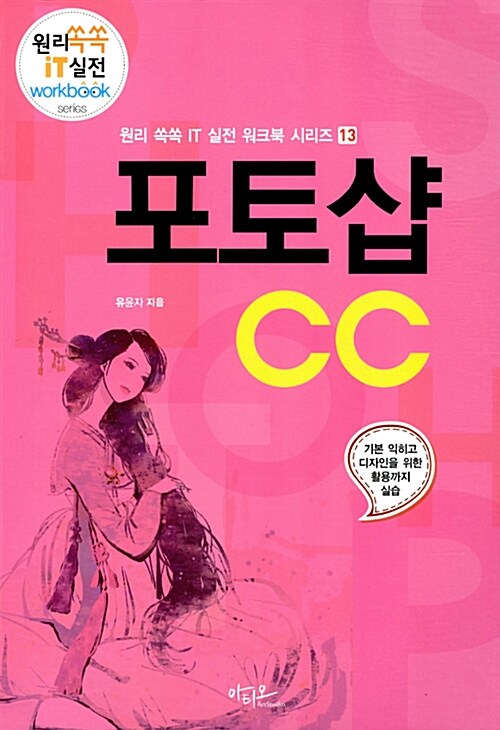 원리쏙쏙
iT실전
workbook
series
원리 쏙쏙 IT 실전 워크북 시리즈 13
포토샵
CC
유윤자 지음
기본 익히고
디자인을 위한
활용까지
실습
PHOTOSHOP
아티오